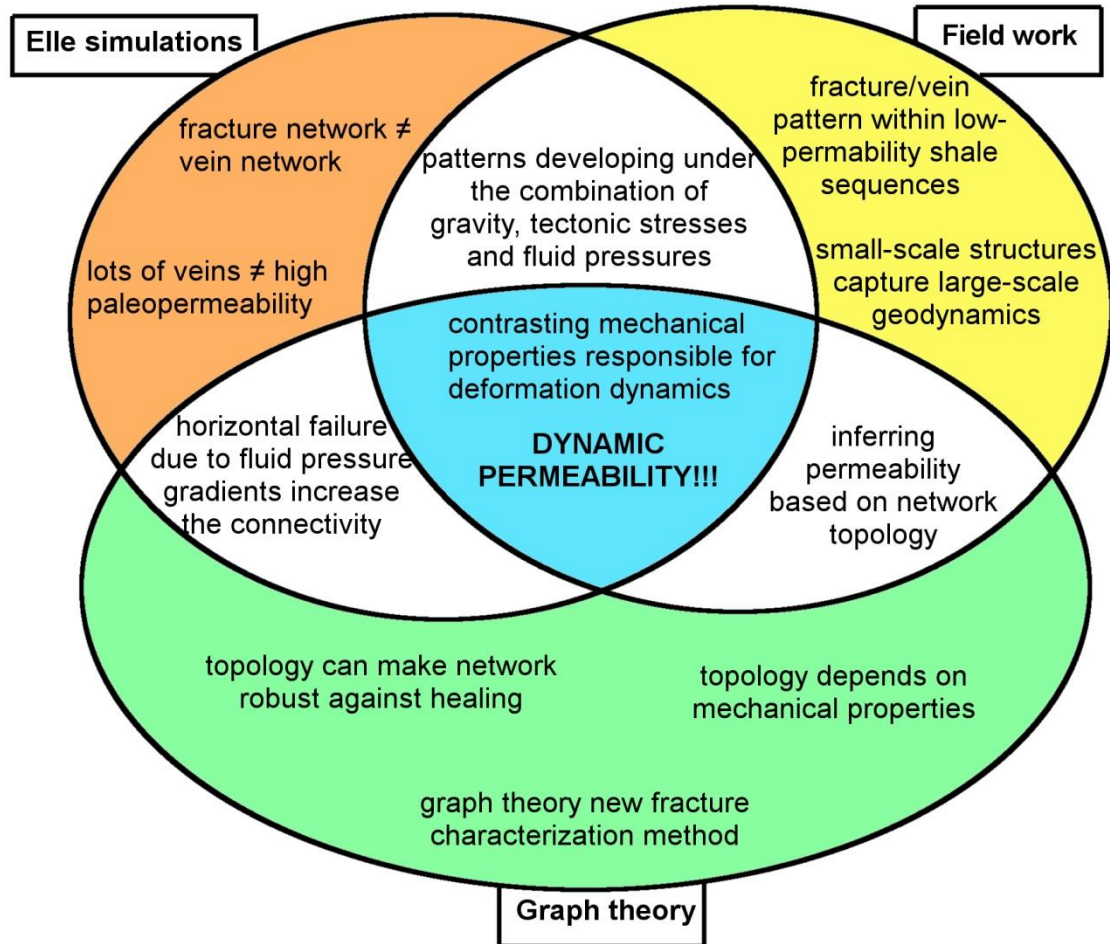 Elle simulations
Field work
fracture network ≠
vein network
lots of veins ≠ high
paleopermeability
patterns developing under
the combination of
gravity, tectonic stresses
and fluid pressures
fracture/vein
pattern within low-
permability shale
sequences
small-scale structures
capture large-scale
geodynamics
contrasting mechanical
properties responsible for
deformation dynamics
DYNAMIC
PERMEABILITY!!!
horizontal failure
due to fluid pressure
gradients increase
the connectivity
inferring
permeability
based on network
topology
topology can make network
robust against healing
topology depends on
mechanical properties
graph theory new fracture
characterization method
Graph theory